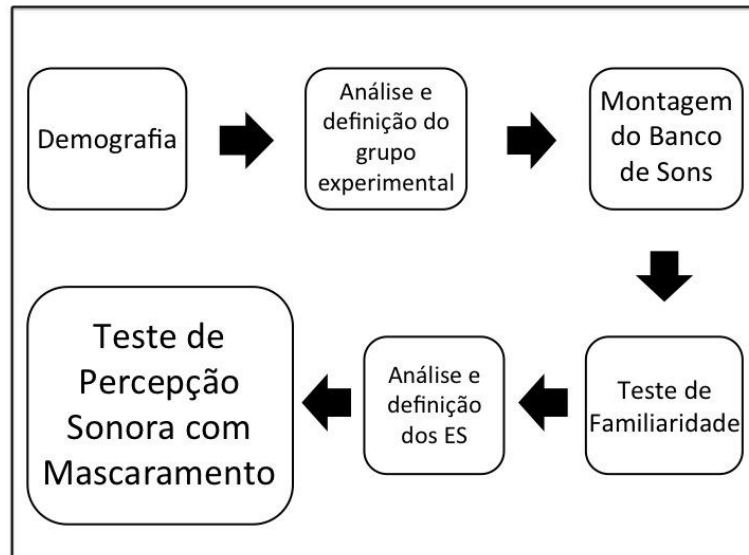 Demografia
Análise e
definição do
grupo
experimental
Montagem
do Banco
de Sons
Teste de
Familiaridade
Análise e
definição
dos ES
Teste de
Percepção
Sonora com
Mascaramento